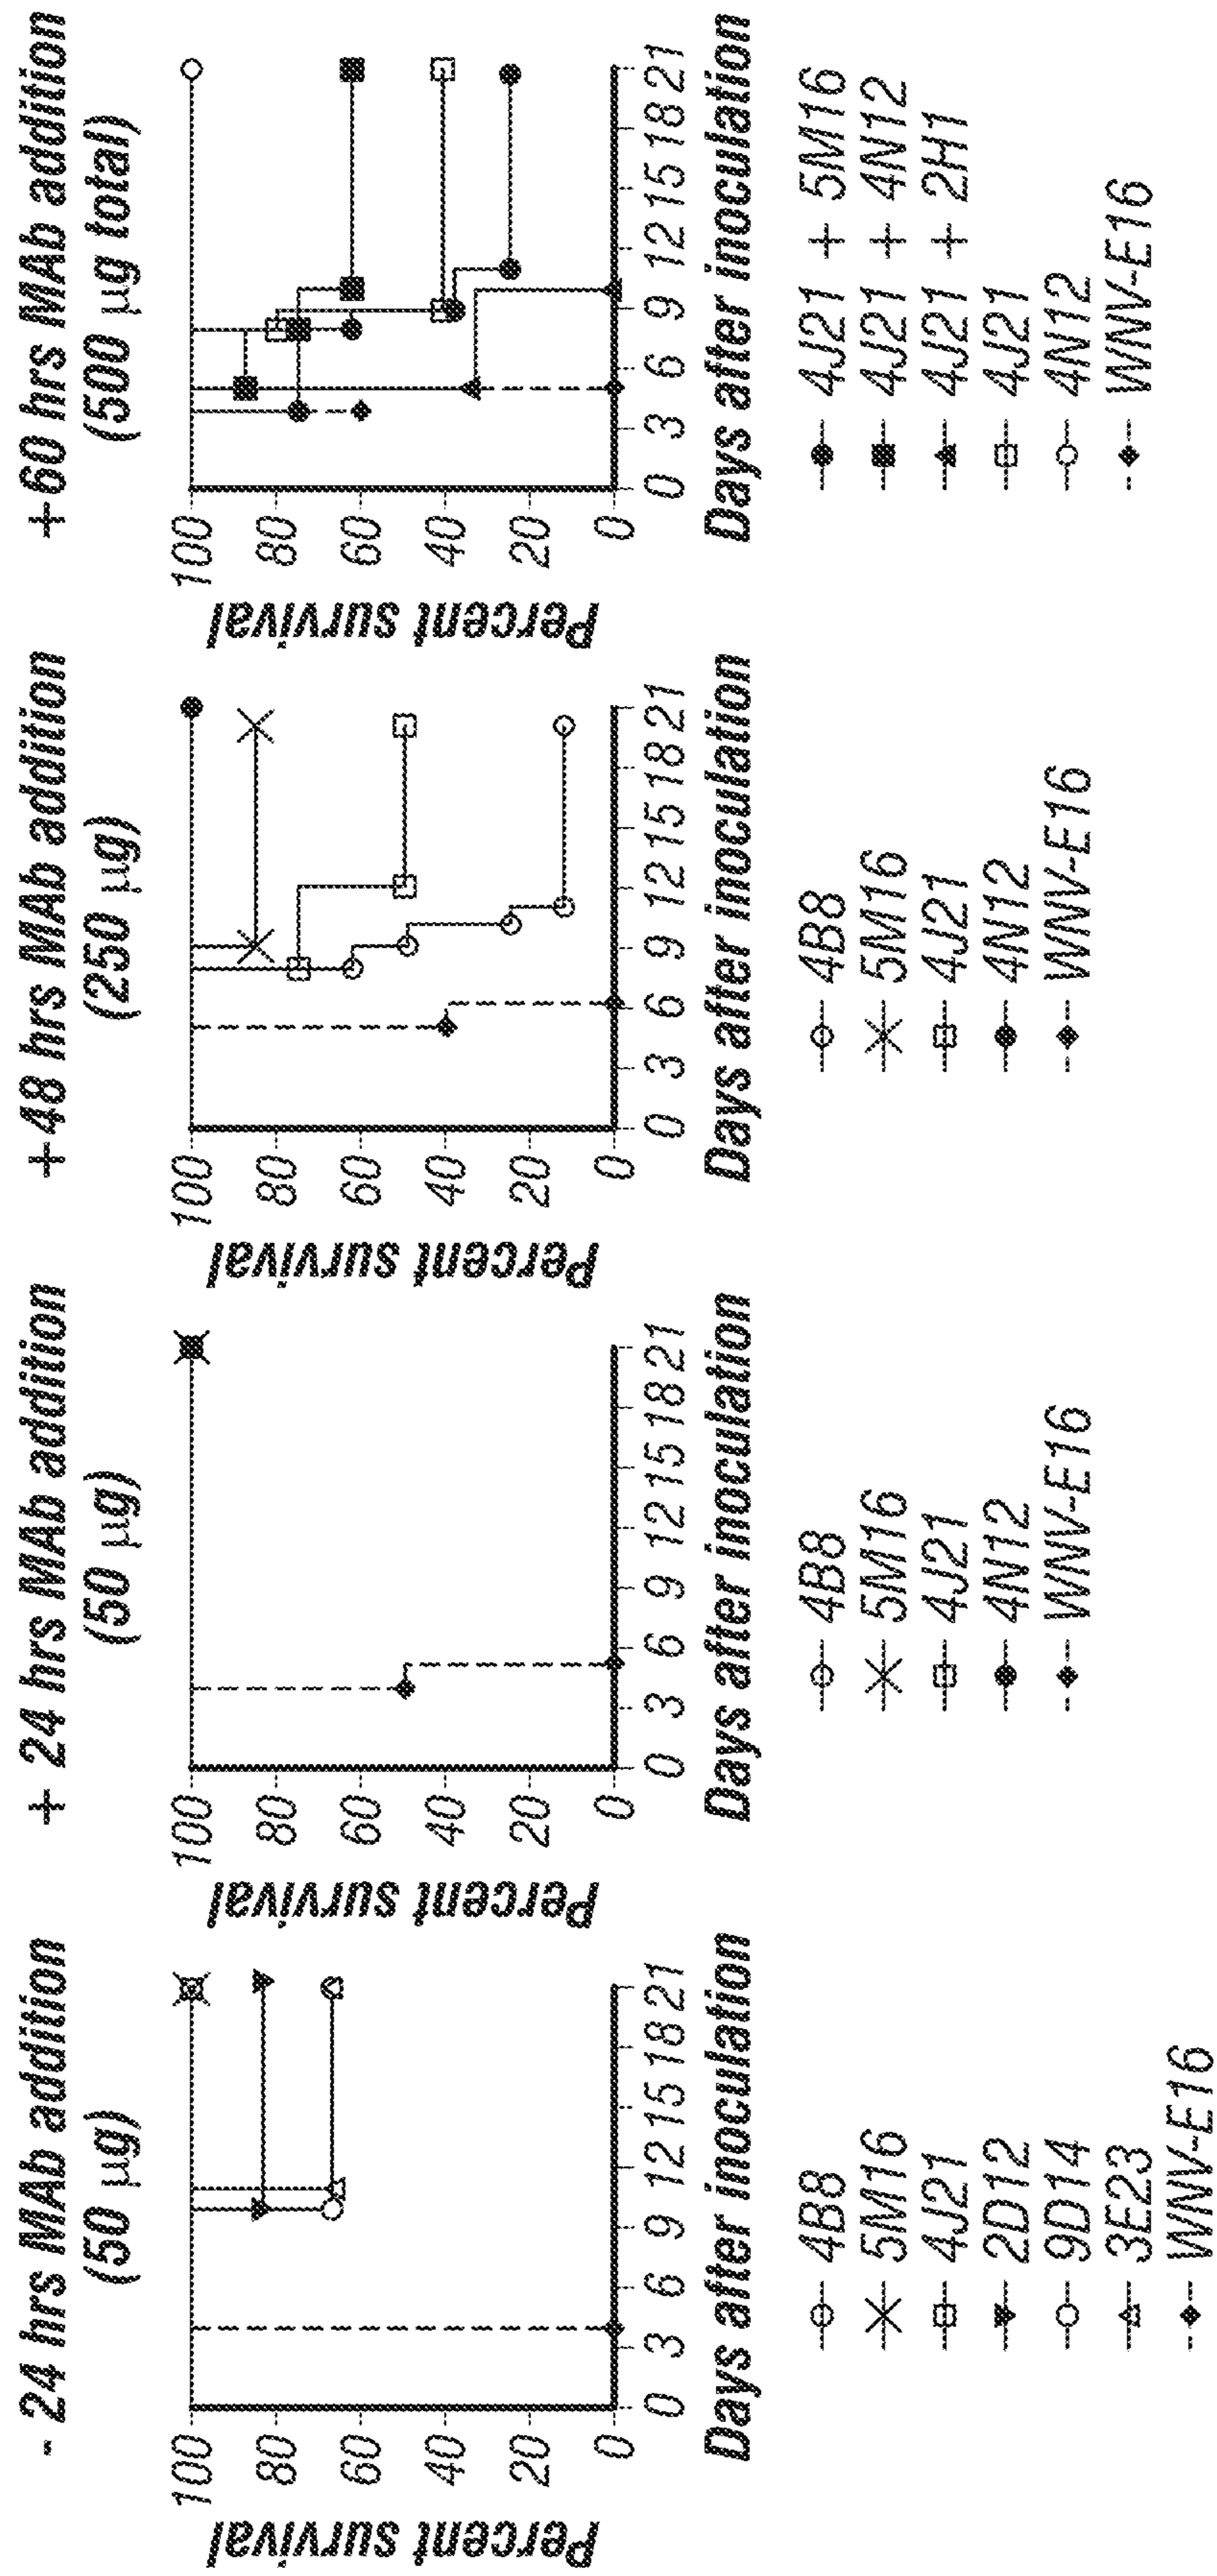 - 24 hrs MAb addition
(50 µg)
Percent survival
100
80
60
40
20
0
0 3 6 9 12 15 18 21
Days after inoculation
4B8
5M16
4J21
2D12
9D14
3E23
WNV-E16
+ 24 hrs MAb addition
(50 µg)
Percent survival
100
80
60
40
20
0
0 3 6 9 12 15 18 21
Days after inoculation
4B8
5M16
4J21
4N12
WNV-E16
+48 hrs MAb addition
(250 µg)
Percent survival
100
80
60
40
20
0
0 3 6 9 12 15 18 21
Days after inoculation
4B8
5M16
4J21
4N12
WNV-E16
+60 hrs MAb addition
(500 µg total)
Percent survival
100
80
60
40
20
0
0 3 6 9 12 15 18 21
Days after inoculation
4J21 + 5M16
4J21 + 4N12
4J21 + 2H1
4J21
4N12
WNV-E16